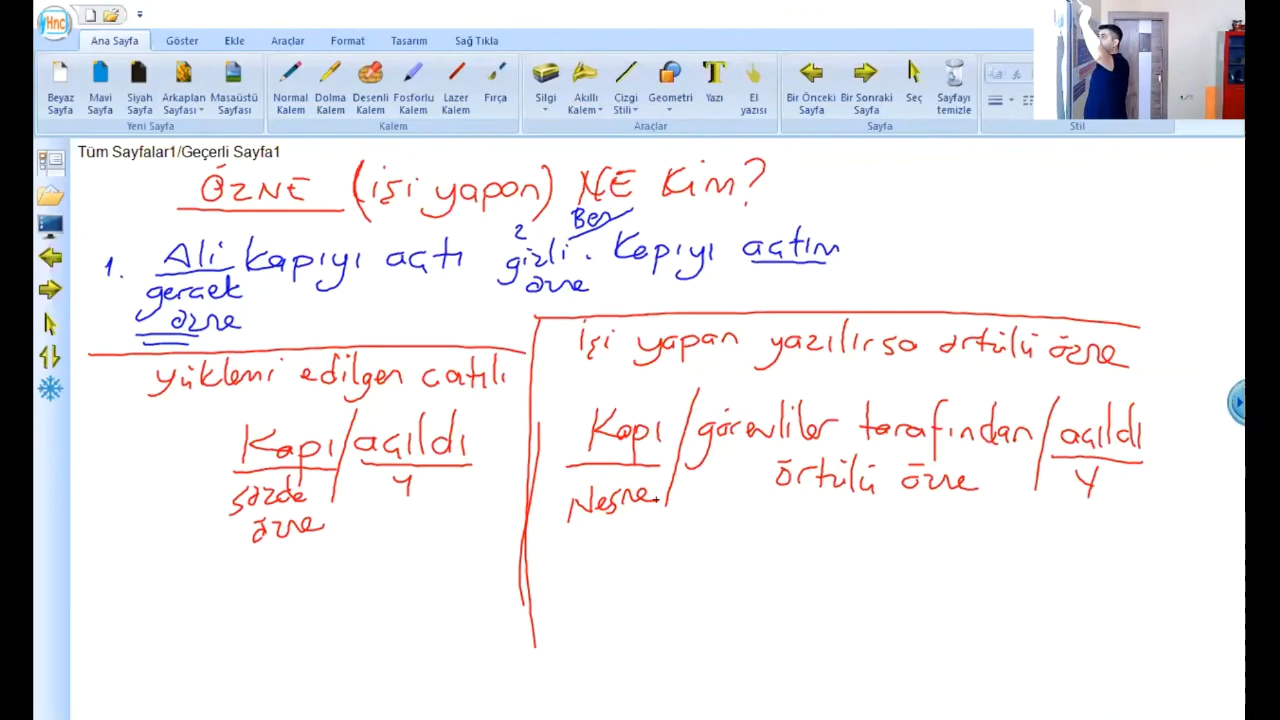 Hnc
Ana Sayfa Göster Ekle Araçlar Format Tasarım Sağ Tıkla
Beyaz Sayfa Mavi Sayfa Siyah Sayfa Arkaplan Sayfası Masaüstü Sayfa Normal Kalem Dolma Kalem Desenli Kalem Fosforlu Kalem Lazer Kalem Fırça Silgi Akıllı Kalem Çizgi Stili Geometri Yazı El yazısı Bir Önceki Sayfa Bir Sonraki Sayfa Seç Sayfayı temizle
Yeni Sayfa Kalem Araçlar Sayfa Stil
Tüm Sayfalar1/Geçerli Sayfa1
ÖZNE (işi yapan) NE Kim?
1. Ali kapıyı açtı
gerçek
özne
2 gizli özne
Ben
Kapıyı açtım
yüklemi edilgen çatılı
Kapı/açıldı
sözde özne
Y
işi yapan yazılırsa örtülü özne
Kapı/görevliler tarafından/açıldı
Nesne örtülü özne Y